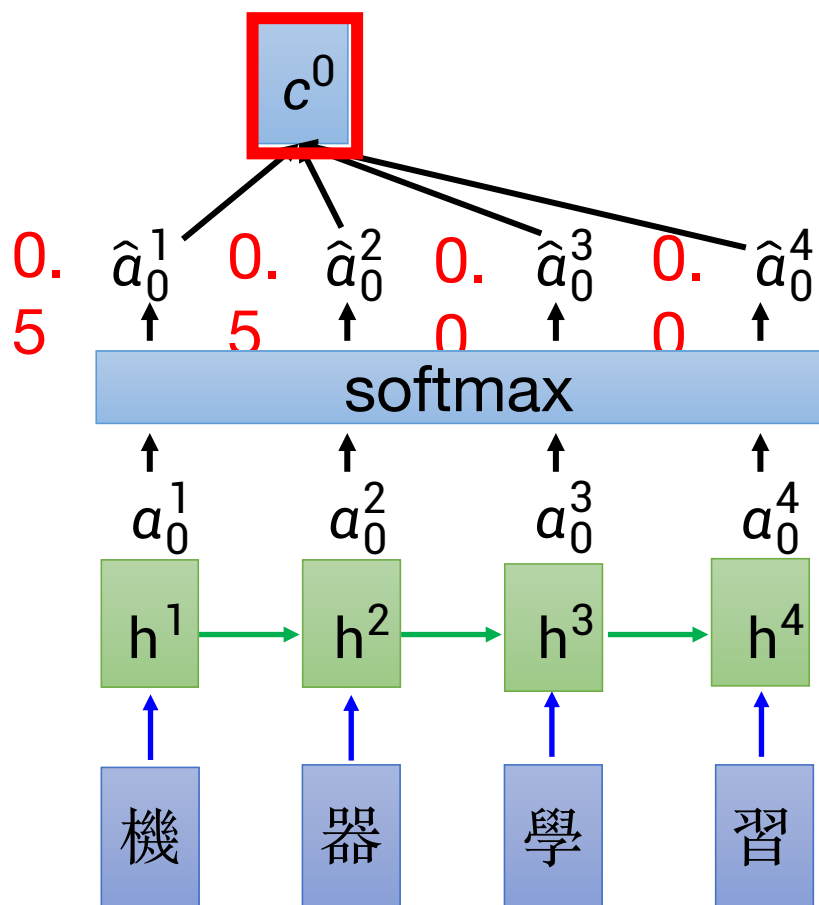 c⁰
0.5 â₀¹ 0.5 â₀² 0.0 â₀³ 0.0 â₀⁴
softmax
a₀¹ a₀² a₀³ a₀⁴
h¹ h² h³ h⁴
機 器 學 習